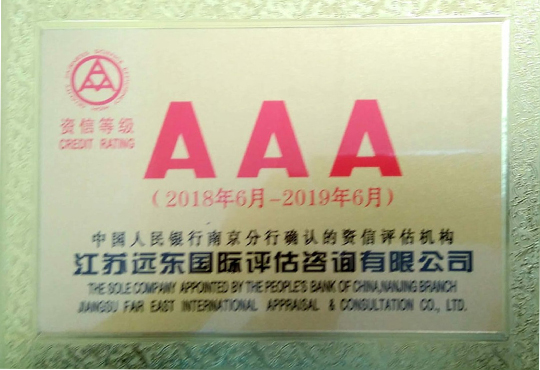 资信等级
CREDIT RATING
AAA
(2018年6月-2019年6月)
中国人民银行南京分行确认的资信评估机构
江苏远东国际评估咨询有限公司
THE SOLE COMPANY APPOINTED BY THE PEOPLE'S BANK OF CHINA,NANJING BRANCH
JIANGSU FAR EAST INTERNATIONAL APPRAISAL & CONSULTATION CO., LTD.